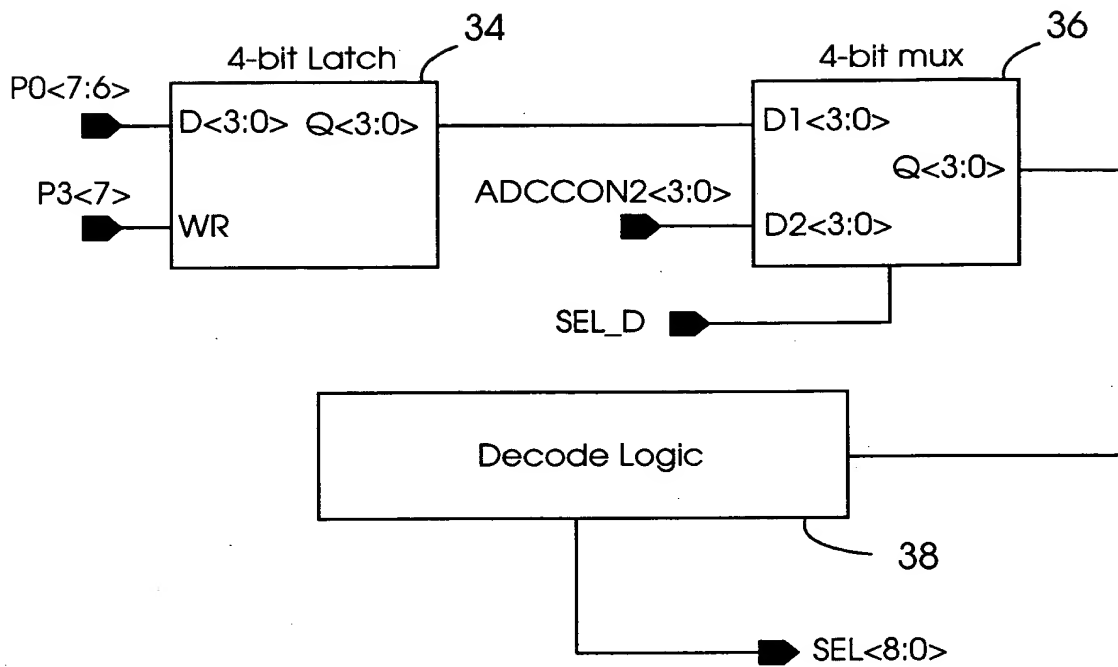 34
4-bit Latch
P0<7:6>
D<3:0> Q<3:0>
P3<7>
WR
36
4-bit mux
D1<3:0>
Q<3:0>
ADCCON2<3:0>
D2<3:0>
SEL_D
Decode Logic
38
SEL<8:0>